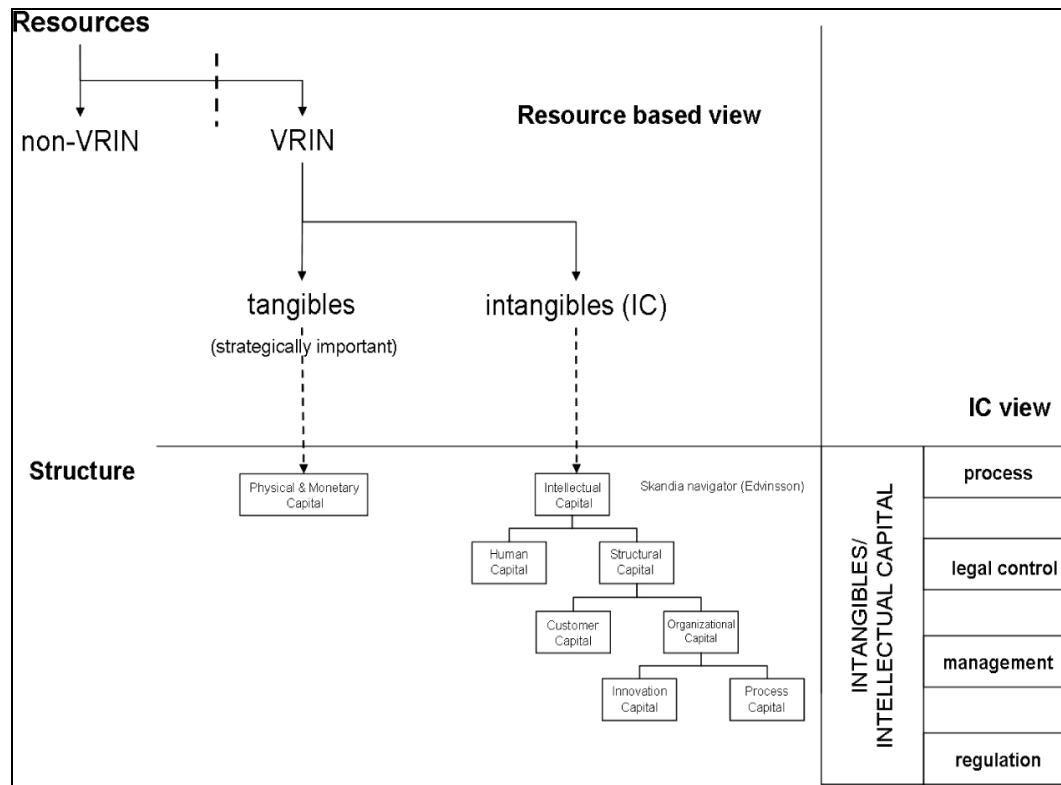 Resources
non-VRIN
VRIN
Resource based view
tangibles
(strategically important)
intangibles (IC)
IC view
Structure
Physical & Monetary
Capital
Intellectual
Capital
Skandia navigator (Edvinsson)
Human
Capital
Structural
Capital
Customer
Capital
Organizational
Capital
Innovation
Capital
Process
Capital
INTANGIBLES/
INTELLECTUAL CAPITAL
process
legal control
management
regulation